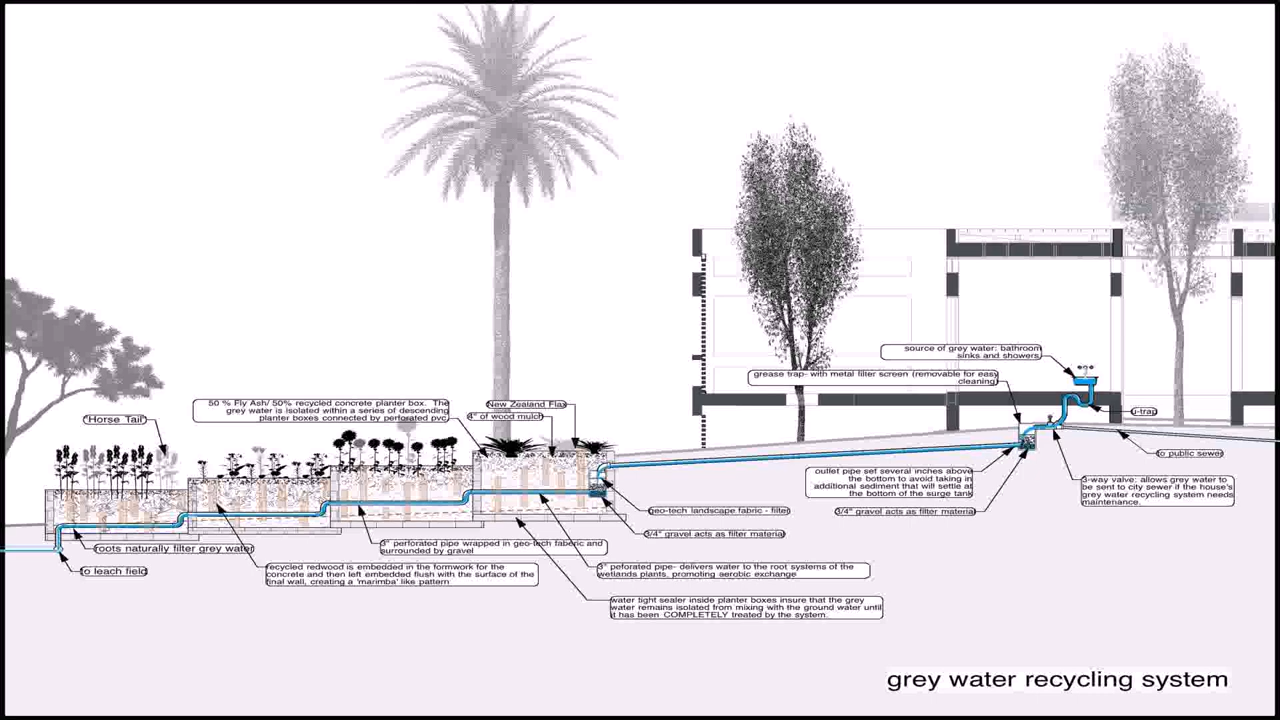 source of grey water: bathroom
sinks and showers
grease trap- with metal filter screen (removable for easy
cleaning)
50 % Fly Ash/ 50% recycled concrete planter box. The
grey water is isolated within a series of descending
planter boxes connected by perforated pvc
New Zealand Flax
4" of wood mulch
"Horse Tail"
u-trap
to public sewer
outlet pipe set several inches above
the bottom to avoid taking in
additional sediment that will settle at
the bottom of the surge tank
3-way valve: allows grey water to
be sent to city sewer if the house's
grey water recycling system needs
maintenance.
geo-tech landscape fabric - filter
3/4" gravel acts as filter material
3/4" gravel acts as filter material
roots naturally filter grey water
3" perforated pipe wrapped in geo-tech faberic and
surrounded by gravel
to leach field
recycled redwood is embedded in the formwork for the
concrete and then left embedded flush with the surface of the
final wall, creating a 'marimba' like pattern
3" peforated pipe- delivers water to the root systems of the
wetlands plants, promoting aerobic exchange
water tight sealer inside planter boxes insure that the grey
water remains isolated from mixing with the ground water until
it has been COMPLETELY treated by the system.
grey water recycling system